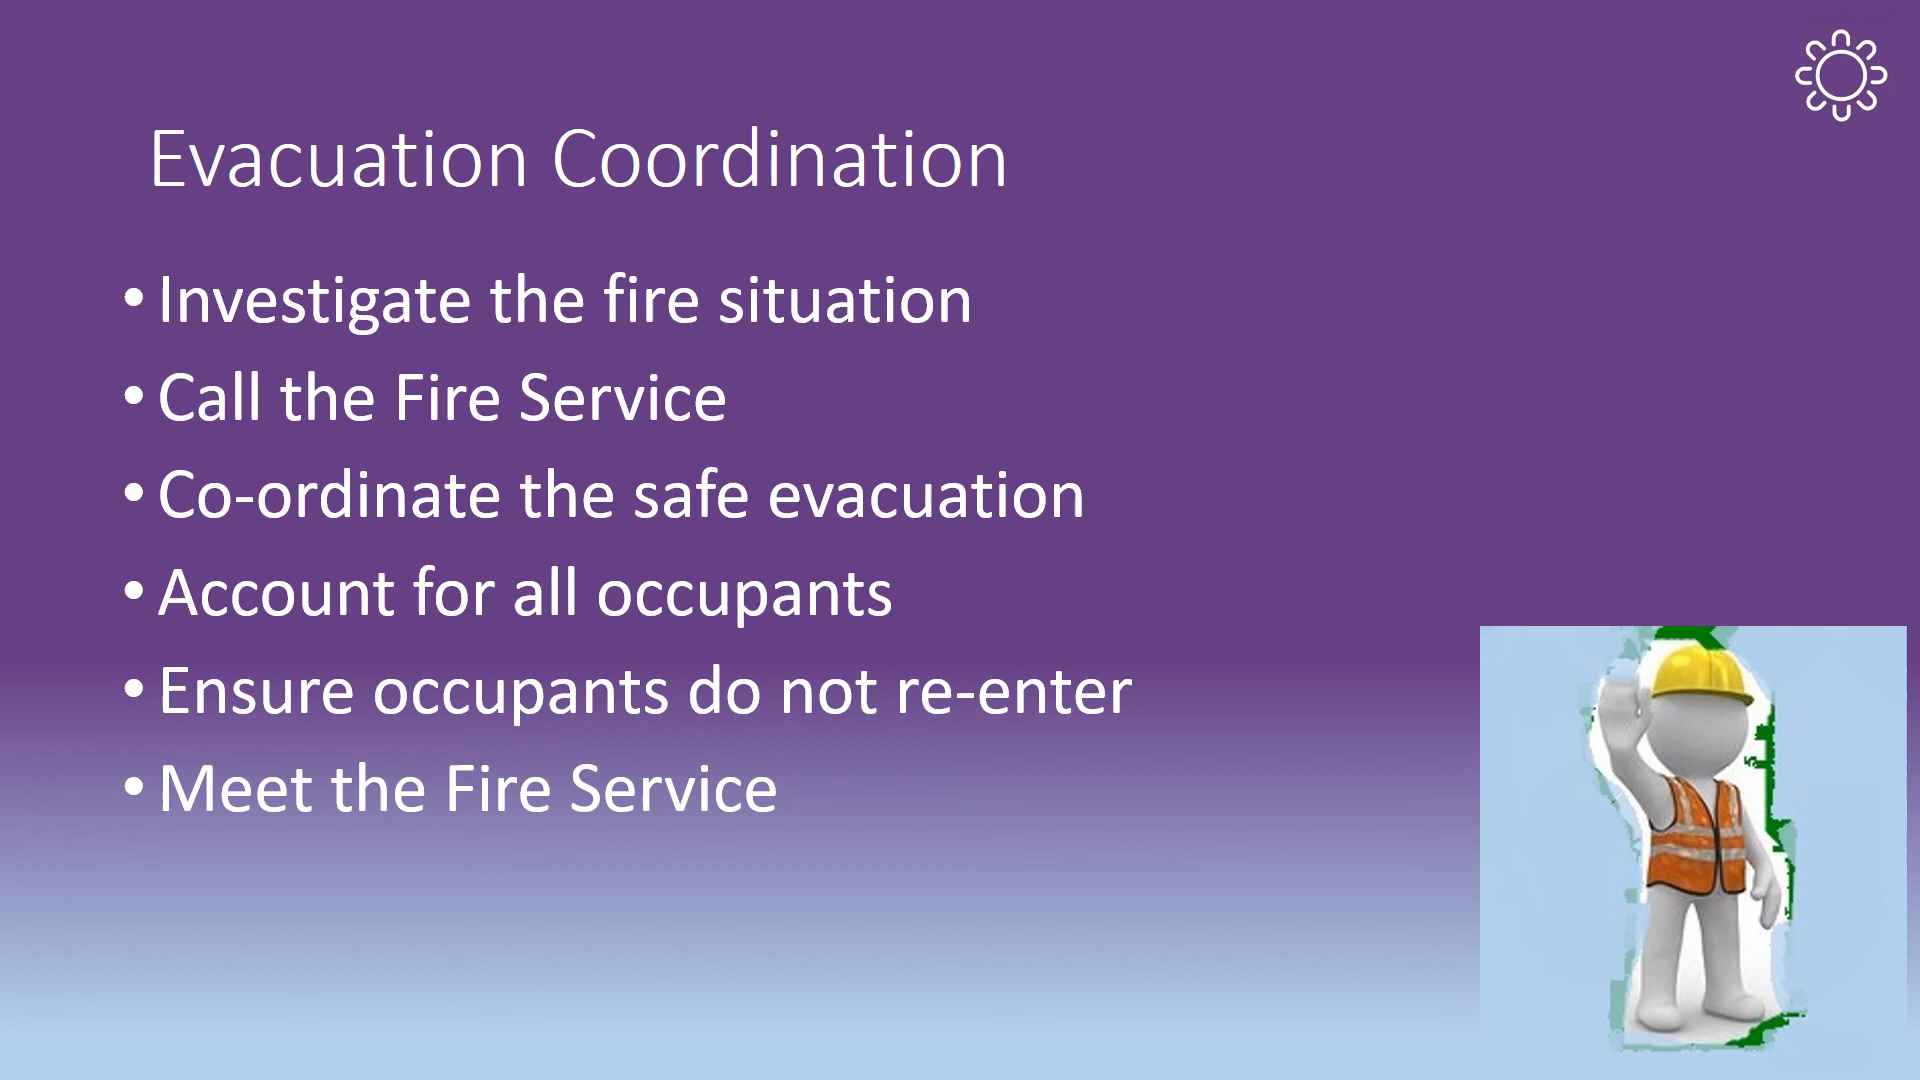 Evacuation Coordination
• Investigate the fire situation
• Call the Fire Service
• Co-ordinate the safe evacuation
• Account for all occupants
• Ensure occupants do not re-enter
• Meet the Fire Service